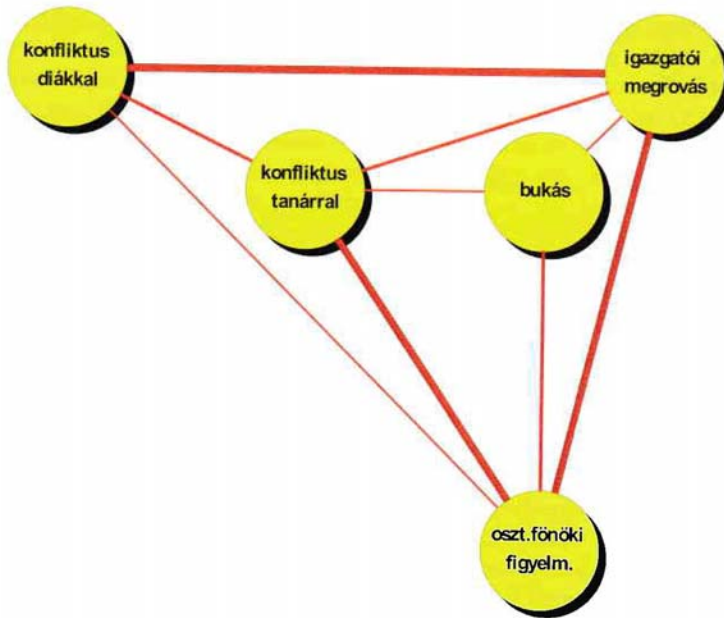 konfliktus
diákkal
igazgatói
megrovás
konfliktus
tanárral
bukás
oszt.fönöki
figyelm.